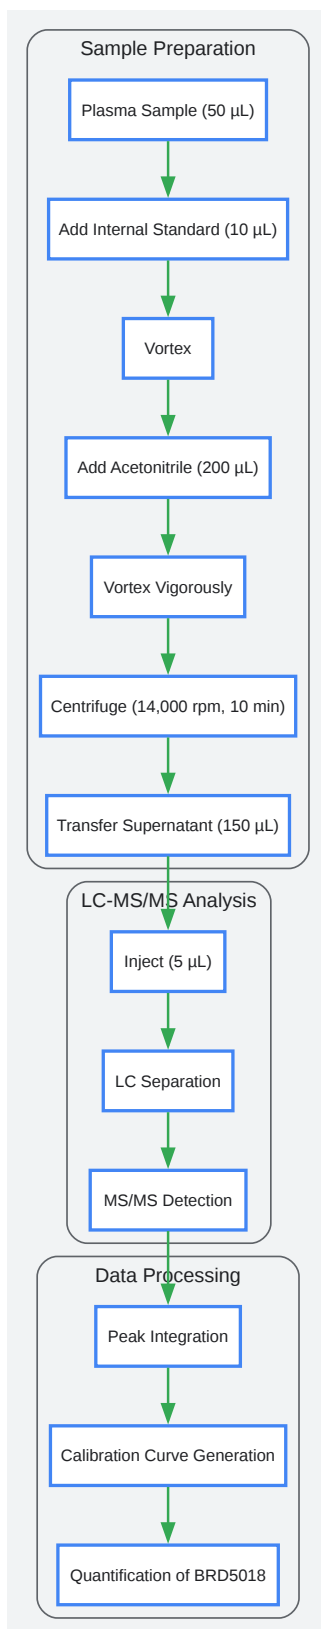 Sample Preparation
Plasma Sample (50 µL)
Add Internal Standard (10 µL)
Vortex
Add Acetonitrile (200 µL)
Vortex Vigorously
Centrifuge (14,000 rpm, 10 min)
Transfer Supernatant (150 µL)
LC-MS/MS Analysis
Inject (5 µL)
LC Separation
MS/MS Detection
Data Processing
Peak Integration
Calibration Curve Generation
Quantification of BRD5018